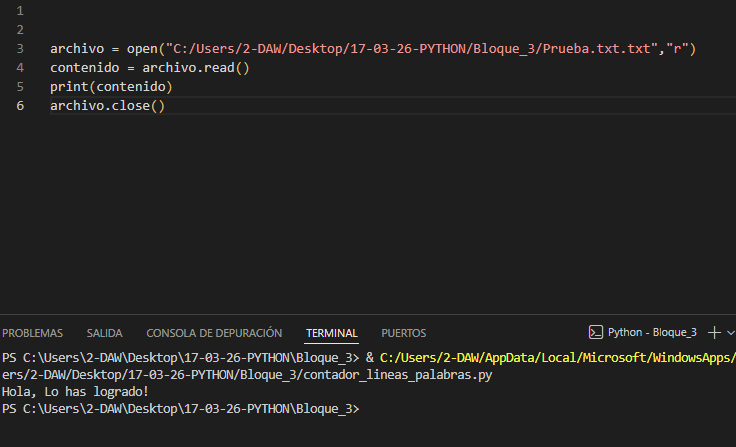 1
2
3 archivo = open("C:/Users/2-DAW/Desktop/17-03-26-PYTHON/Bloque_3/Prueba.txt.txt","r")
4 contenido = archivo.read()
5 print(contenido)
6 archivo.close()
PROBLEMAS SALIDA CONSOLA DE DEPURACIÓN TERMINAL PUERTOS Python - Bloque_3
PS C:\Users\2-DAW\Desktop\17-03-26-PYTHON\Bloque_3> & C:/Users/2-DAW/AppData/Local/Microsoft/WindowsApps/
ers/2-DAW/Desktop/17-03-26-PYTHON/Bloque_3/contador_lineas_palabras.py
Hola, Lo has logrado!
PS C:\Users\2-DAW\Desktop\17-03-26-PYTHON\Bloque_3>